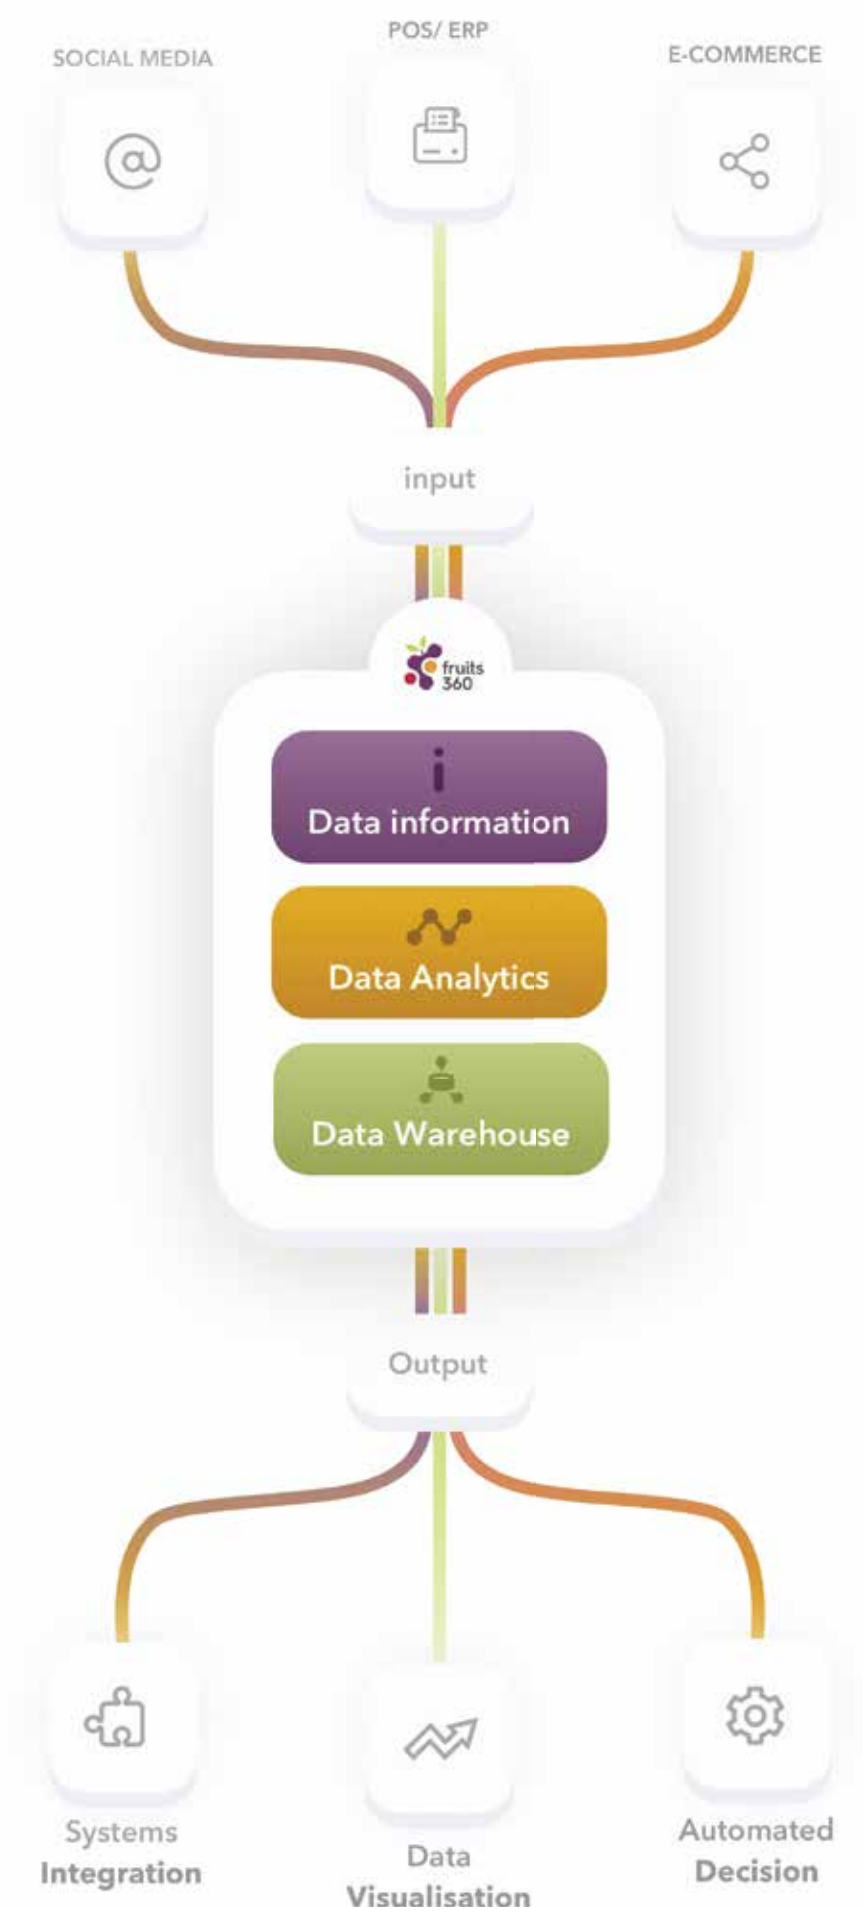 SOCIAL MEDIA
POS/ ERP
E-COMMERCE
input
fruits
360
Data information
Data Analytics
Data Warehouse
Output
Systems
Integration
Data
Visualisation
Automated
Decision